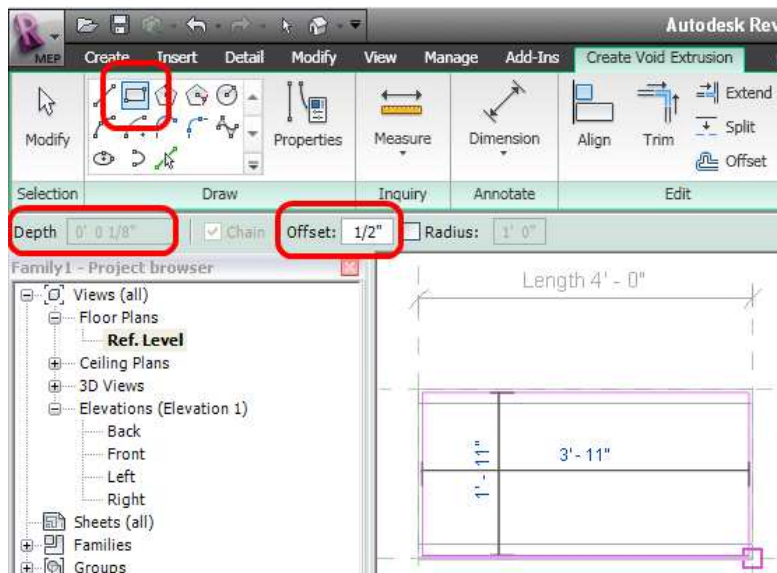 Autodesk Rev
MEP
Create Insert Detail Modify View Manage Add-Ins Create Void Extrusion
Modify
Properties
Measure
Dimension
Align
Trim
Extend
Split
Offset
Selection Draw Inquiry Annotate Edit
Depth 0' 0 1/8" Chain Offset: 1/2" Radius: 1' 0"
Family1 - Project browser
Views (all)
Floor Plans
Ref. Level
Ceiling Plans
3D Views
Elevations (Elevation 1)
Back
Front
Left
Right
Sheets (all)
Families
Groups
Length 4' - 0"
1' - 11"
3' - 11"